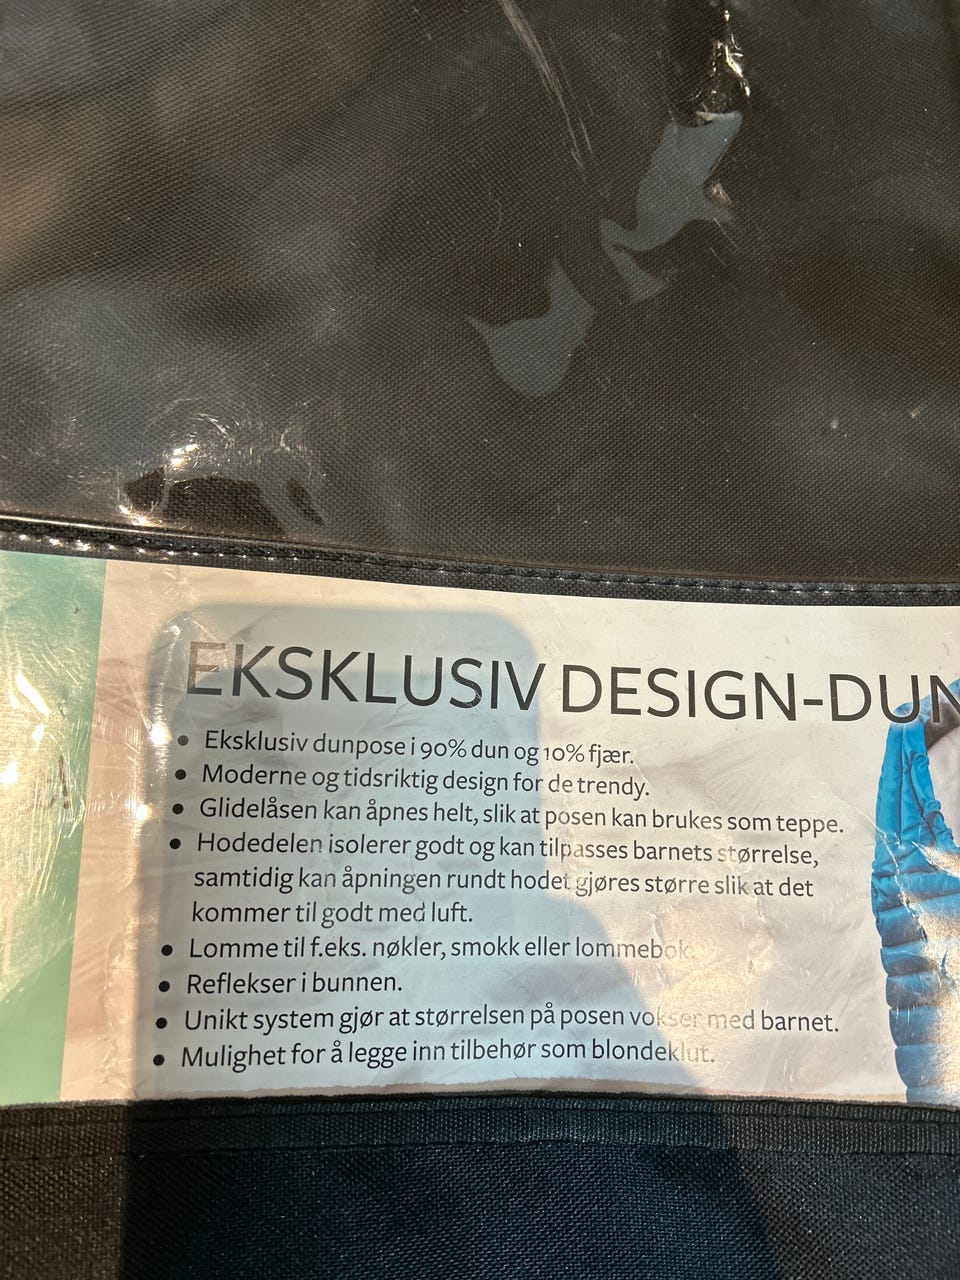 EKSKLUSIV DESIGN-DUN
• Eksklusiv dunpose i 90% dun og 10% fjær.
• Moderne og tidsriktig design for de trendy.
• Glidelåsen kan åpnes helt, slik at posen kan brukes som teppe.
• Hodedelen isolerer godt og kan tilpasses barnets størrelse,
samtidig kan åpningen rundt hodet gjøres større slik at det
kommer til godt med luft.
• Lomme til f.eks. nøkler, smokk eller lommebok.
• Reflekser i bunnen.
• Unikt system gjør at størrelsen på posen vokser med barnet.
• Mulighet for å legge inn tilbehør som blondeklut.